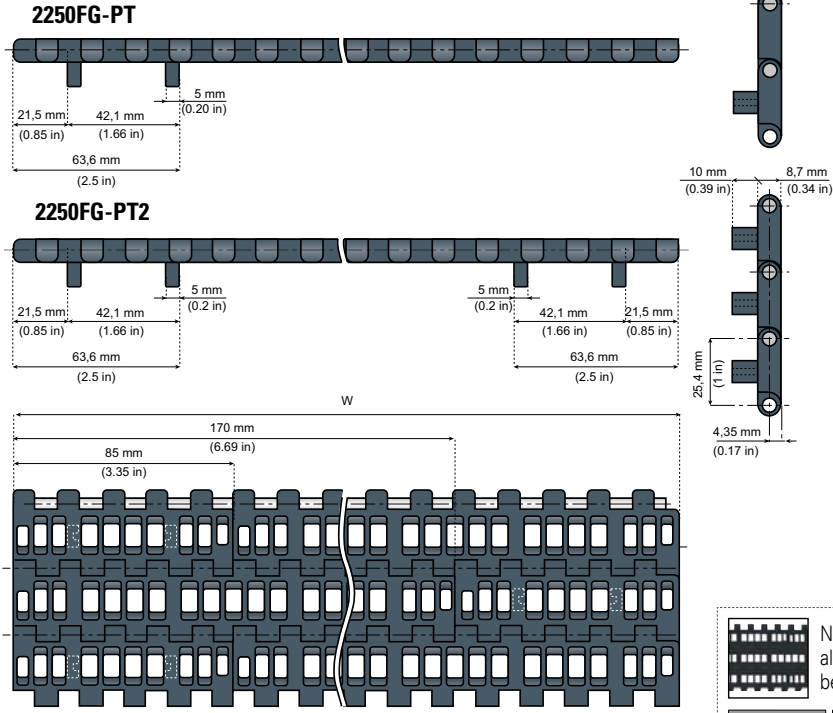 2250FG-PT
5 mm
(0.20 in)
21,5 mm
(0.85 in)
42,1 mm
(1.66 in)
63,6 mm
(2.5 in)
10 mm
(0.39 in)
8,7 mm
(0.34 in)
2250FG-PT2
5 mm
(0.2 in)
5 mm
(0.2 in)
21,5 mm
(0.85 in)
42,1 mm
(1.66 in)
42,1 mm
(1.66 in)
21,5 mm
(0.85 in)
63,6 mm
(2.5 in)
63,6 mm
(2.5 in)
25,4 mm
(1 in)
4,35 mm
(0.17 in)
W
170 mm
(6.69 in)
85 mm
(3.35 in)
N
al
be